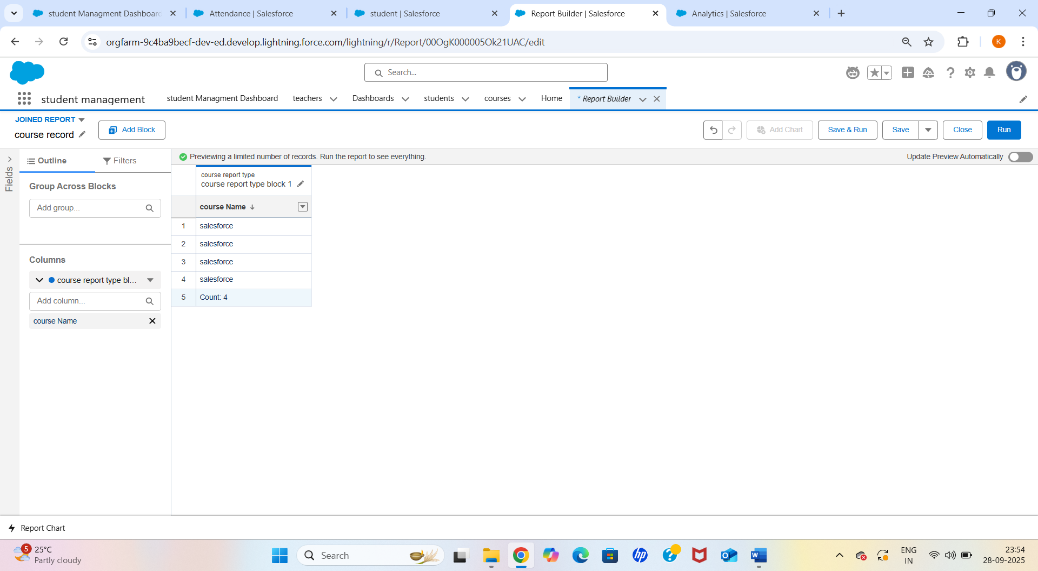 student Managment Dashboard
Attendance | Salesforce
student | Salesforce
Report Builder | Salesforce
Analytics | Salesforce
orgfarm-9c4ba9becf-dev-ed.develop.lightning.force.com/lightning/r/Report/00OgK000005Ok21UAC/edit
K
Search...
student management
student Managment Dashboard
teachers
Dashboards
students
courses
Home
* Report Builder
JOINED REPORT
course record
Add Block
Add Chart
Save & Run
Save
Close
Run
Fields
Outline
Filters
Previewing a limited number of records. Run the report to see everything.
Update Preview Automatically
Group Across Blocks
Add group...
Columns
course report type bl...
Add column...
course Name
course report type
course report type block 1
course Name
1 salesforce
2 salesforce
3 salesforce
4 salesforce
5 Count: 4
Report Chart
5
25°C
Partly cloudy
Search
ENG
IN
23:54
28-09-2025